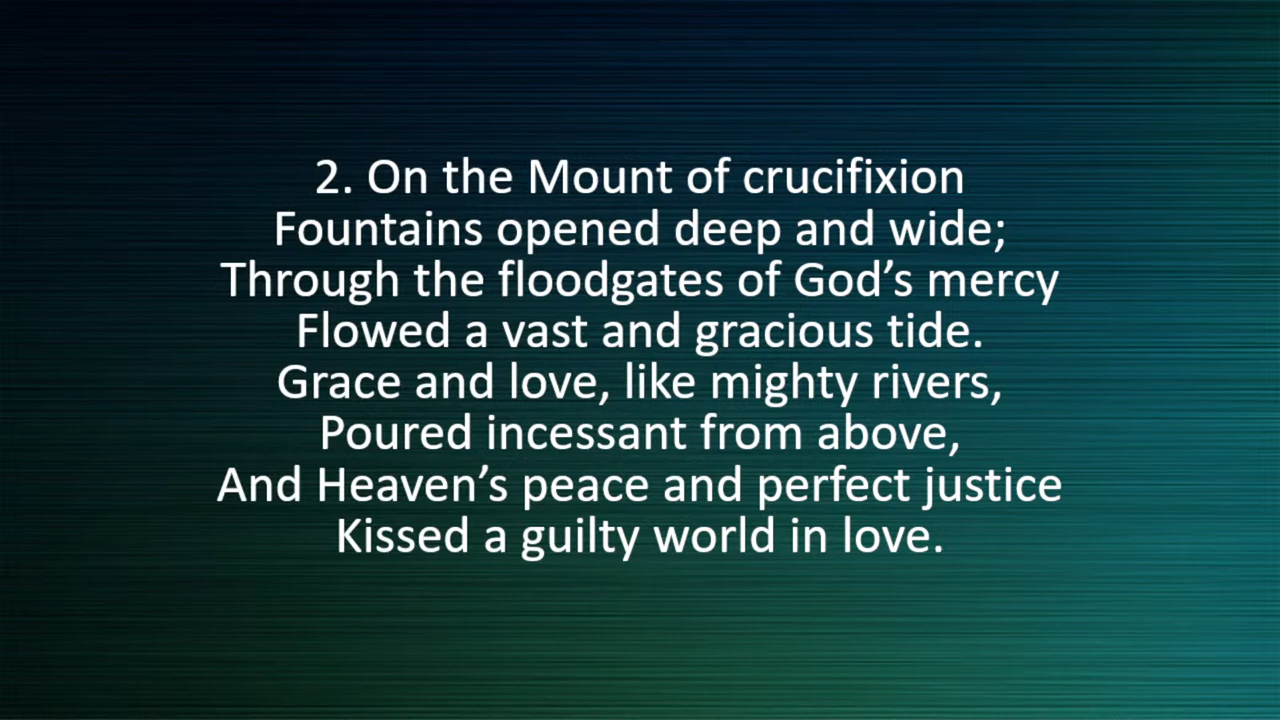 2. On the Mount of crucifixion
Fountains opened deep and wide;
Through the floodgates of God’s mercy
Flowed a vast and gracious tide.
Grace and love, like mighty rivers,
Poured incessant from above,
And Heaven’s peace and perfect justice
Kissed a guilty world in love.